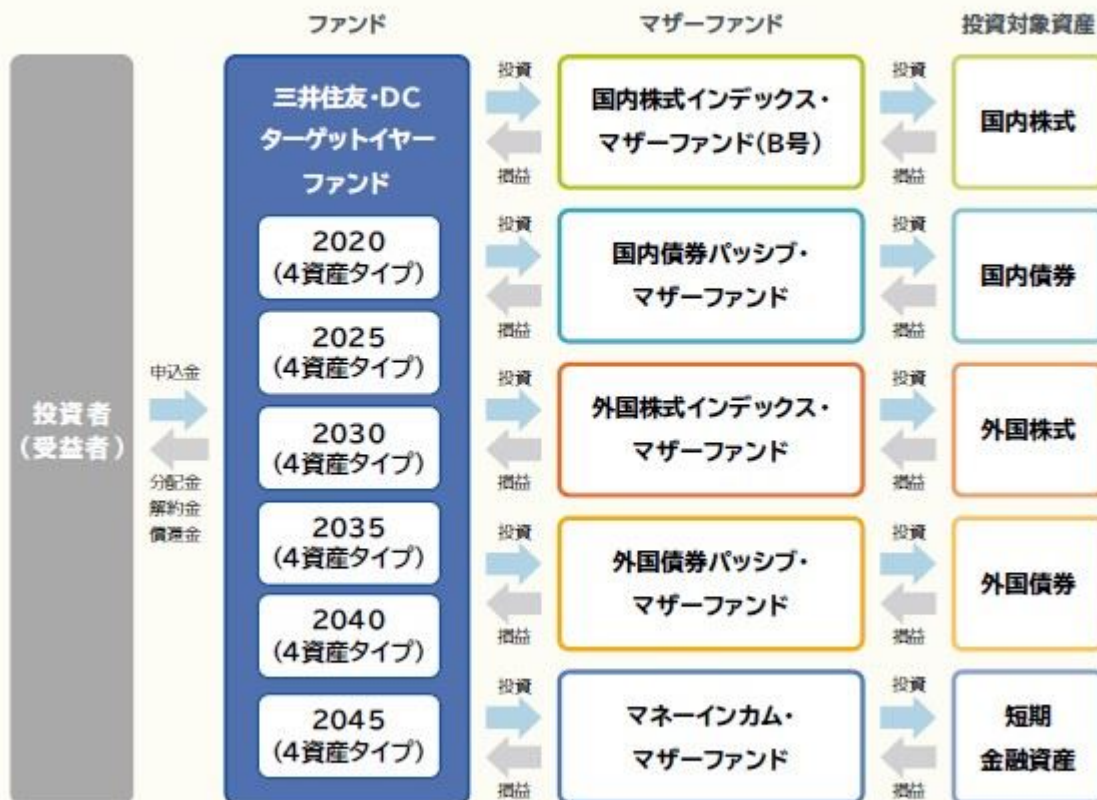 ファンド
マザーファンド
投資対象資産
投資者
(受益者)
申込金
分配金
解約金
償還金
三井住友・DC
ターゲットイヤー
ファンド
2020
(4資産タイプ)
2025
(4資産タイプ)
2030
(4資産タイプ)
2035
(4資産タイプ)
2040
(4資産タイプ)
2045
(4資産タイプ)
投資
損益
国内株式インデックス・
マザーファンド(B号)
投資
損益
国内株式
投資
損益
国内債券パッシブ・
マザーファンド
投資
損益
国内債券
投資
損益
外国株式インデックス・
マザーファンド
投資
損益
外国株式
投資
損益
外国債券パッシブ・
マザーファンド
投資
損益
外国債券
投資
損益
マネーインカム・
マザーファンド
投資
損益
短期
金融資産